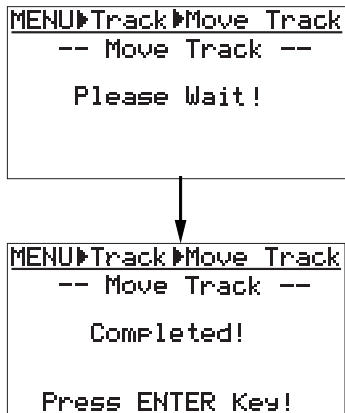 MENU▶Track▶Move Track
-- Move Track --
Please Wait!
MENU▶Track▶Move Track
-- Move Track --
Completed!
Press ENTER Key!